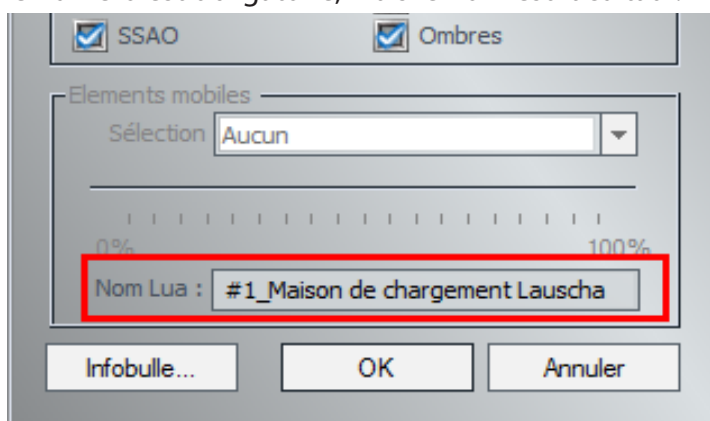 SSAO Ombres
Elements mobiles
Sélection Aucun
0% 100%
Nom Lua : #1_Maison de chargement Lauscha
Infobulle... OK Annuler